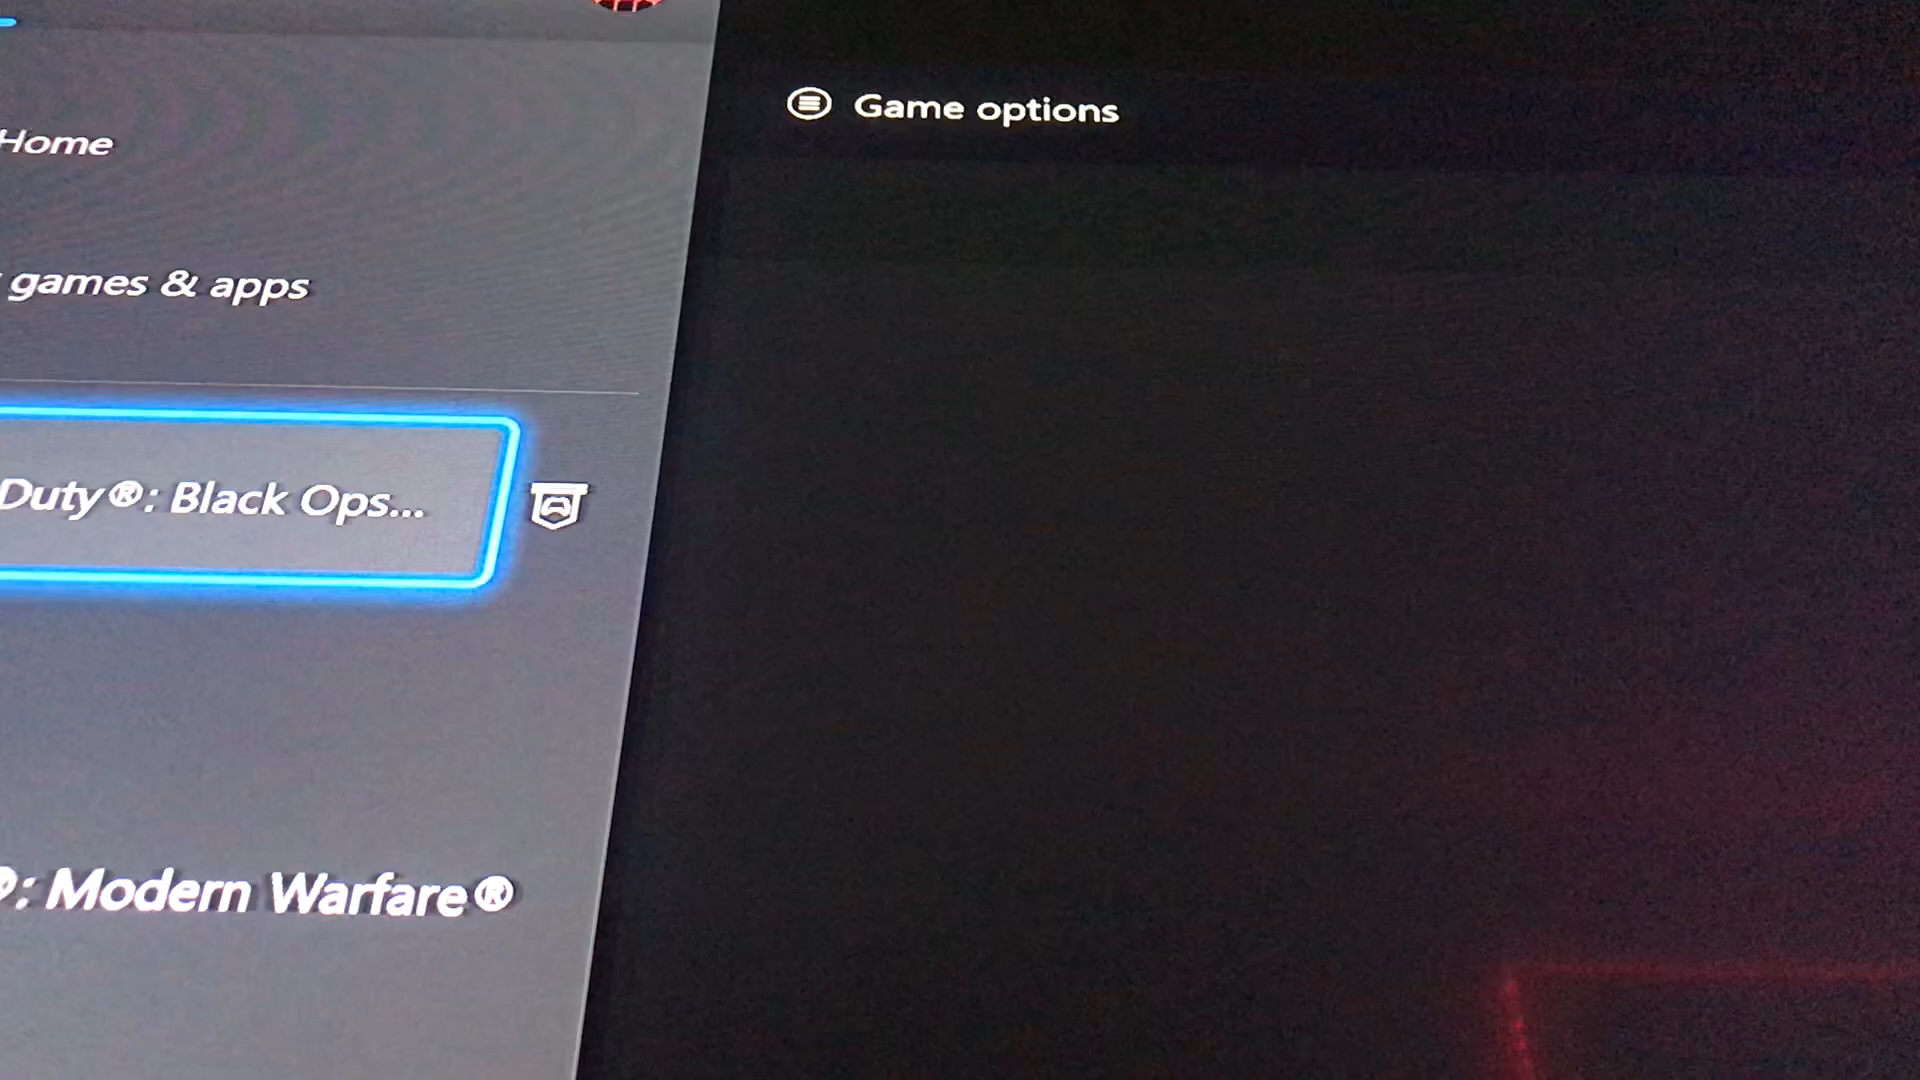 Game options
Home
games & apps
Duty®: Black Ops...
®: Modern Warfare®